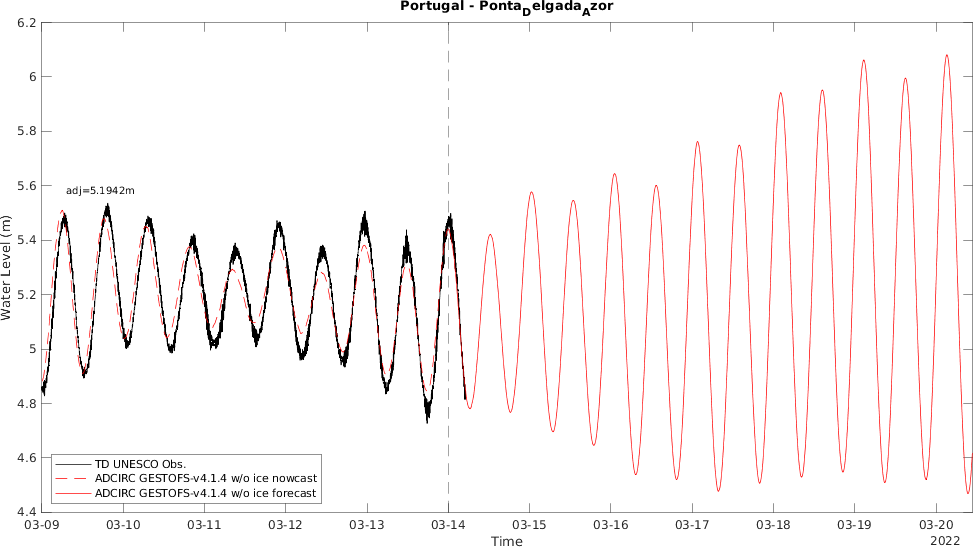 Portugal - PontaDelgadaAzor
6.2
6
5.8
5.6
5.4
5.2
5
4.8
4.6
4.4
Water Level (m)
adj=5.1942m
TD UNESCO Obs.
ADCIRC GESTOFS-v4.1.4 w/o ice nowcast
ADCIRC GESTOFS-v4.1.4 w/o ice forecast
03-09 03-10 03-11 03-12 03-13 03-14 03-15 03-16 03-17 03-18 03-19 03-20
Time
2022